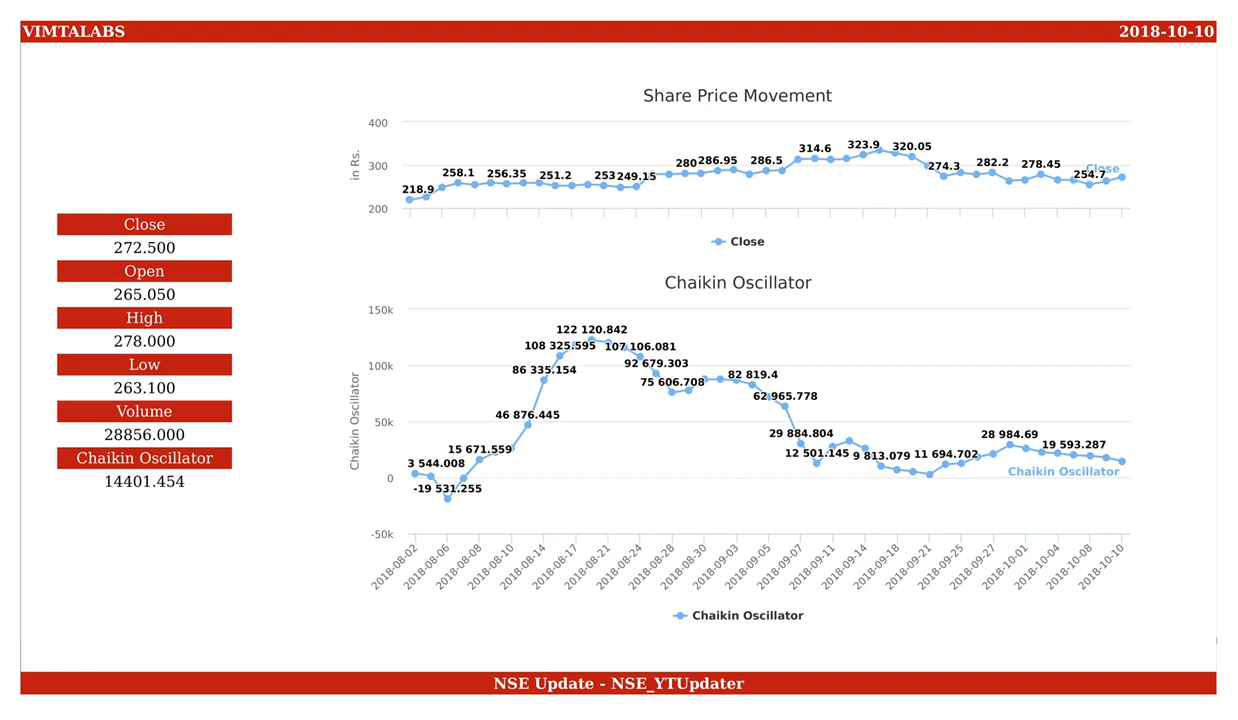 VIMTALABS 2018-10-10
Close
272.500
Open
265.050
High
278.000
Low
263.100
Volume
28856.000
Chaikin Oscillator
14401.454
Share Price Movement
in Rs.
400
300
200
218.9 258.1 256.35 251.2 253 249.15 280 286.95 286.5 314.6 323.9 320.05 274.3 282.2 278.45 254.7
Close
Close
Chaikin Oscillator
Chaikin Oscillator
150k
100k
50k
0
-50k
3 544.008 -19 531.255 15 671.559 46 876.445 86 335.154 108 325.595 122 120.842 107 106.081 92 679.303 75 606.708 82 819.4 62 965.778 29 884.804 12 501.145 9 813.079 11 694.702 28 984.69 19 593.287
Chaikin Oscillator
2018-08-02 2018-08-06 2018-08-08 2018-08-10 2018-08-14 2018-08-17 2018-08-21 2018-08-24 2018-08-28 2018-08-30 2018-09-03 2018-09-05 2018-09-07 2018-09-11 2018-09-14 2018-09-18 2018-09-21 2018-09-25 2018-09-27 2018-10-01 2018-10-04 2018-10-08 2018-10-10
Chaikin Oscillator
NSE Update - NSE_YTUpdater